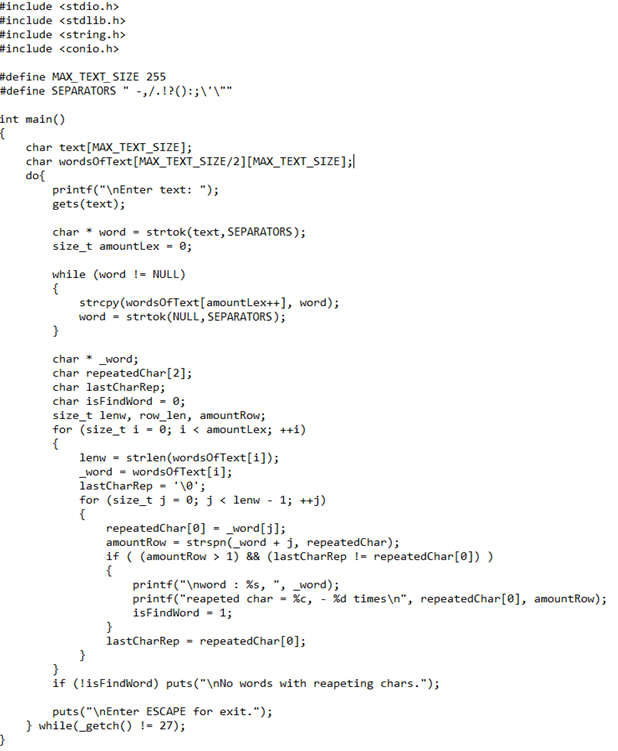 #include <stdio.h>
#include <stdlib.h>
#include <string.h>
#include <conio.h>

#define MAX_TEXT_SIZE 255
#define SEPARATORS " -,/.!?():;\'\""

int main()
{
    char text[MAX_TEXT_SIZE];
    char wordsOfText[MAX_TEXT_SIZE/2][MAX_TEXT_SIZE];
    do{
        printf("\nEnter text: ");
        gets(text);

        char * word = strtok(text,SEPARATORS);
        size_t amountLex = 0;

        while (word != NULL)
        {
            strcpy(wordsOfText[amountLex++], word);
            word = strtok(NULL,SEPARATORS);
        }

        char * _word;
        char repeatedChar[2];
        char lastCharRep;
        char isFindWord = 0;
        size_t lenw, row_len, amountRow;
        for (size_t i = 0; i < amountLex; ++i)
        {
            lenw = strlen(wordsOfText[i]);
            _word = wordsOfText[i];
            lastCharRep = '\0';
            for (size_t j = 0; j < lenw - 1; ++j)
            {
                repeatedChar[0] = _word[j];
                amountRow = strspn(_word + j, repeatedChar);
                if ( (amountRow > 1) && (lastCharRep != repeatedChar[0]) )
                {
                    printf("\nword : %s, ", _word);
                    printf("reapeted char = %c, - %d times\n", repeatedChar[0], amountRow);
                    isFindWord = 1;
                }
                lastCharRep = repeatedChar[0];
            }
        }
        if (!isFindWord) puts("\nNo words with reapeting chars.");

        puts("\nEnter ESCAPE for exit.");
    } while(_getch() != 27);
}